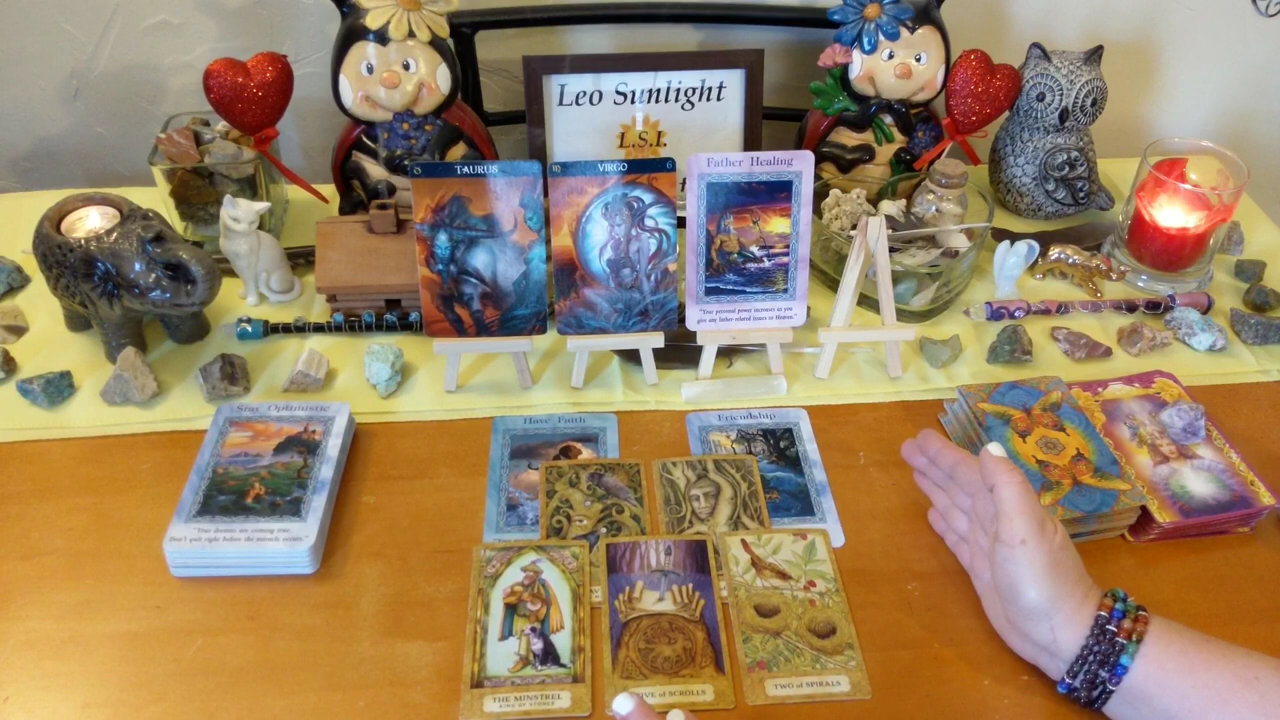 Leo Sunlight
L.S.I.
TAURUS
VIRGO
6
Father Healing
"Your personal power increases as you
give any father-related issues to Heaven."
Stay Optimistic
"Your dreams are coming true.
Don't quit right before the miracle occurs."
Have Faith
Friendship
THE MINSTREL
KING OF STONES
FIVE of SCROLLS
TWO of SPIRALS